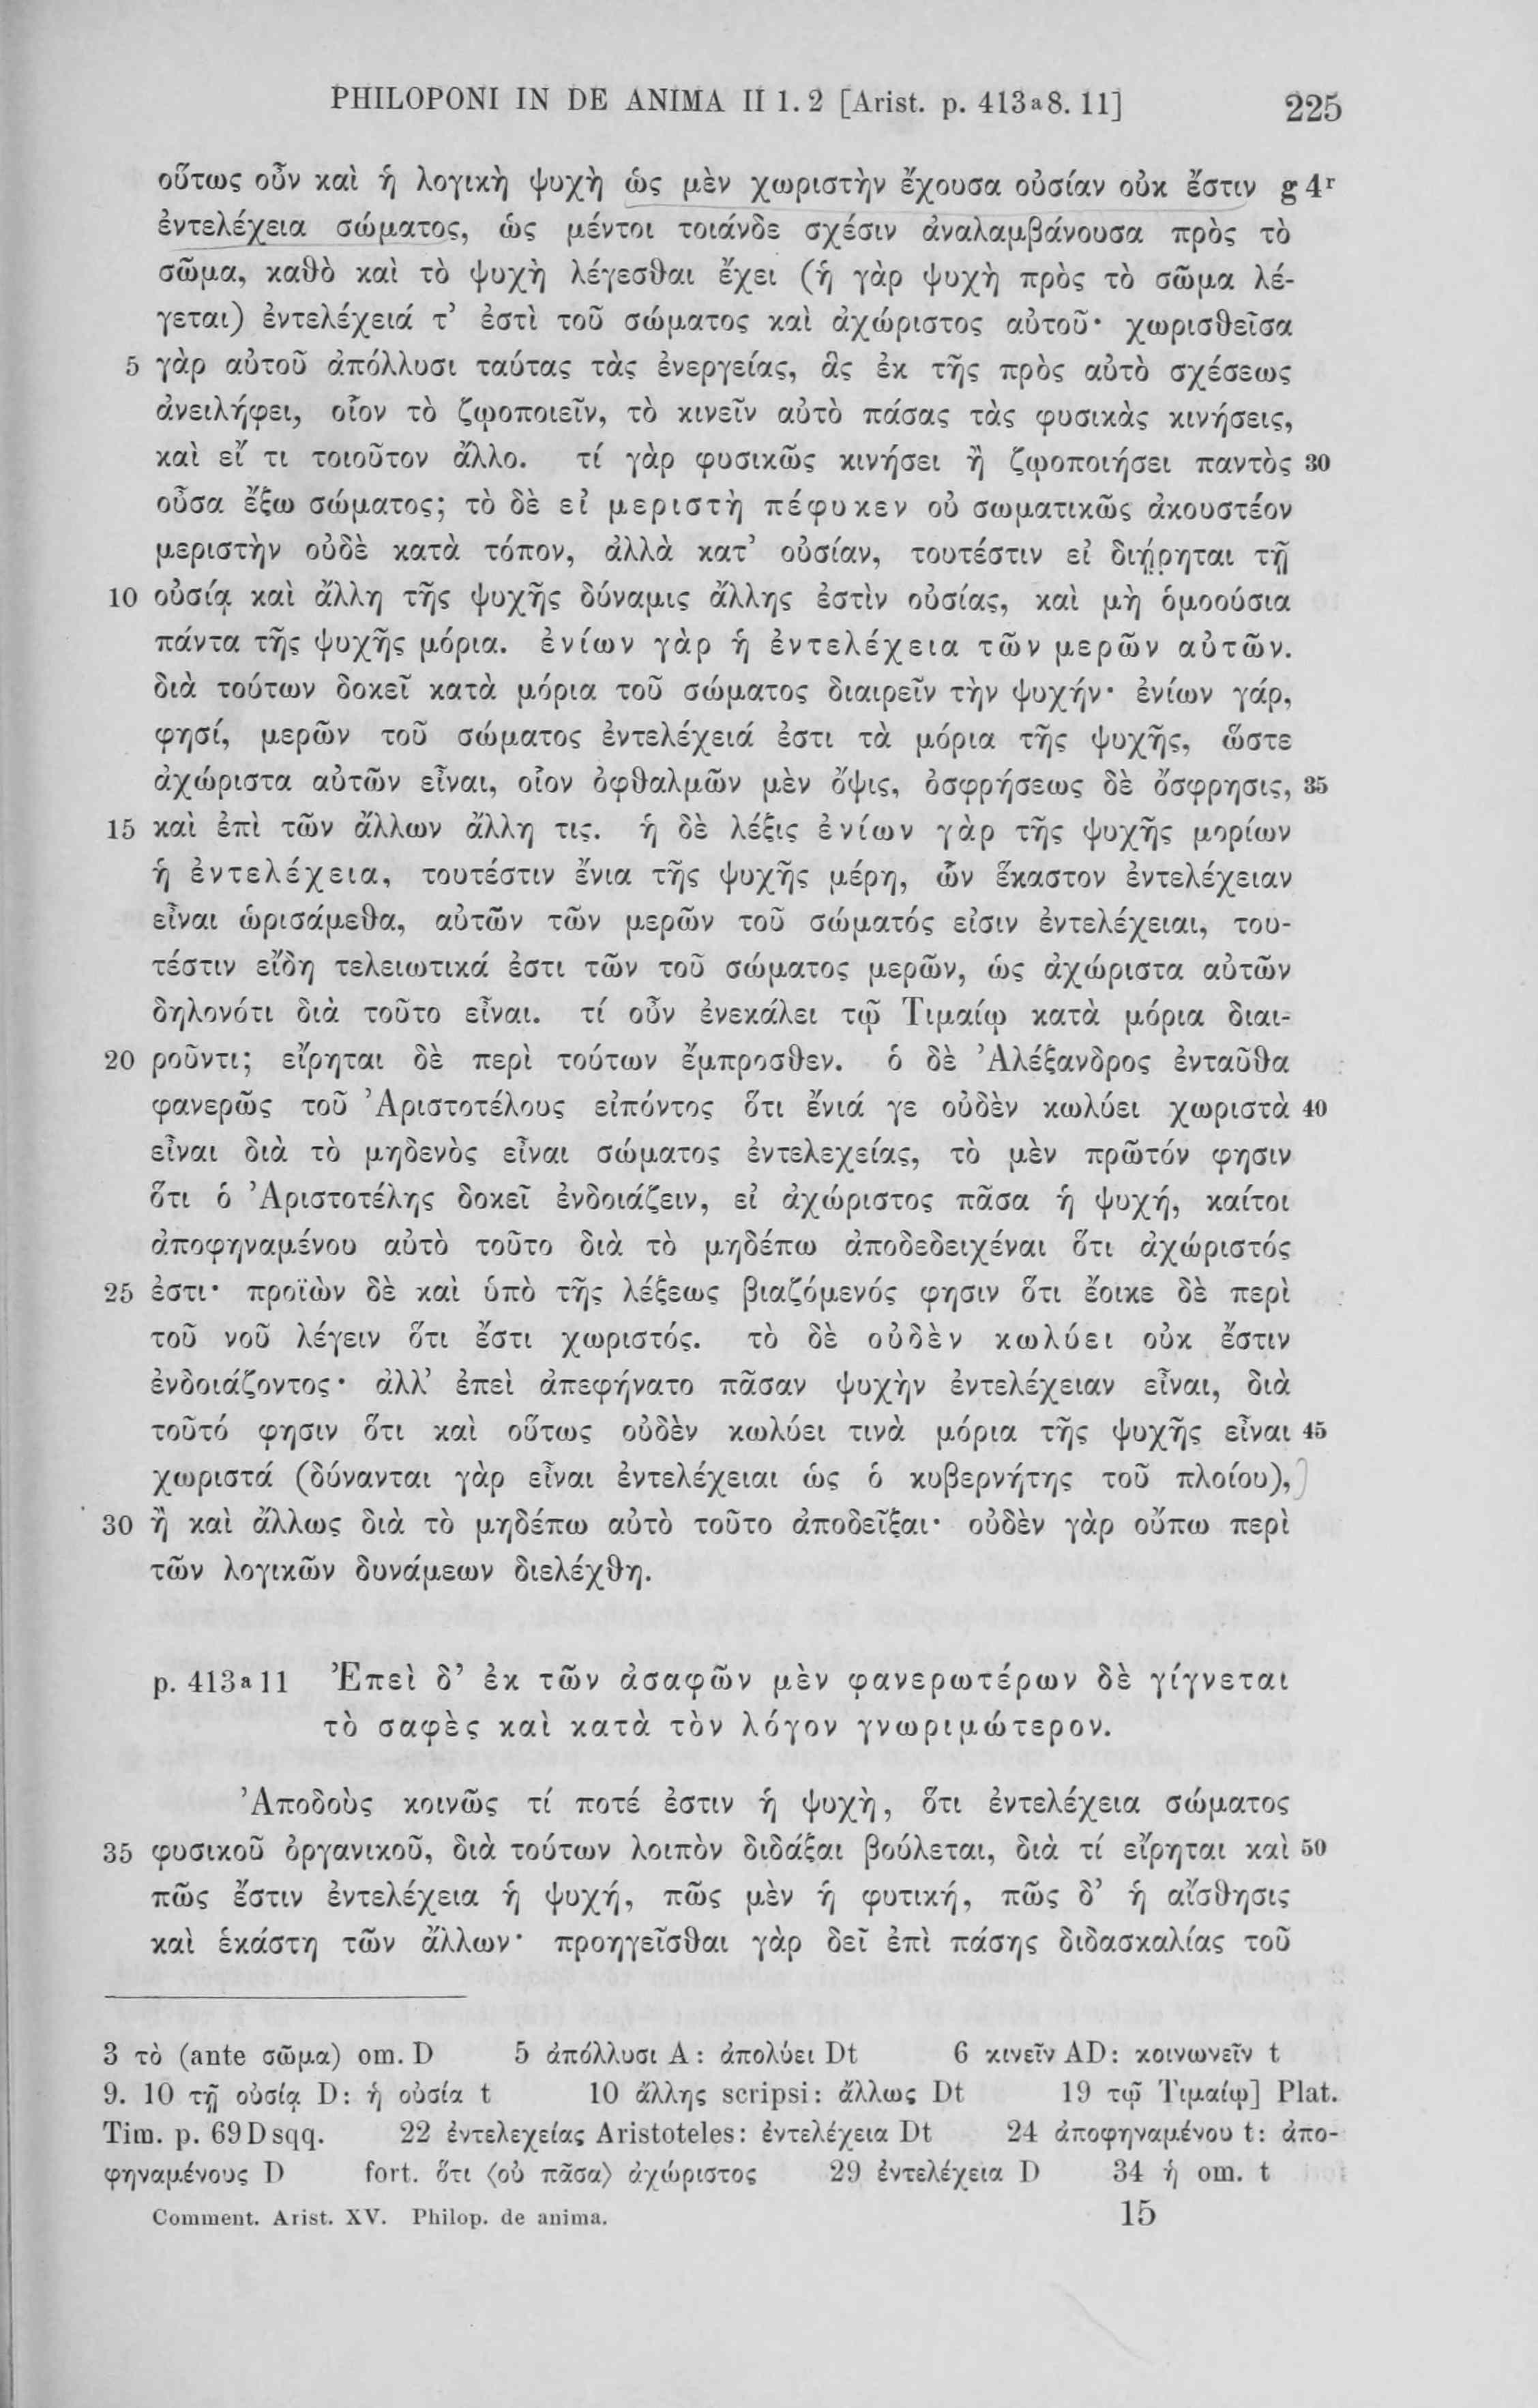 PHILOPONI IN DE ANIMA II 1. 2 [Arist. p. 413a8. 11] 225
οὕτως οὖν καὶ ἡ λογικὴ ψυχὴ ὡς μὲν χωριστὴν ἔχουσα οὐσίαν οὐκ ἔστιν g 4r
ἐντελέχεια σώματος, ὡς μέντοι τοιάνδε σχέσιν ἀναλαμβάνουσα πρὸς τὸ
σῶμα, καθὸ καὶ τὸ ψυχὴ λέγεσθαι ἔχει (ἡ γὰρ ψυχὴ πρὸς τὸ σῶμα λέ-
γεται) ἐντελέχειά τ’ ἐστὶ τοῦ σώματος καὶ ἀχώριστος αὐτοῦ· χωρισθεῖσα
5 γὰρ αὐτοῦ ἀπόλλυσι ταύτας τὰς ἐνεργείας, ἃς ἐκ τῆς πρὸς αὐτὸ σχέσεως
ἀνειλήφει, οἷον τὸ ζῳοποιεῖν, τὸ κινεῖν αὐτὸ πάσας τὰς φυσικὰς κινήσεις,
καὶ εἴ τι τοιοῦτον ἄλλο. τί γὰρ φυσικῶς κινήσει ἢ ζῳοποιήσει παντὸς 30
οὖσα ἔξω σώματος; τὸ δὲ εἰ μεριστὴ πέφυκεν οὐ σωματικῶς ἀκουστέον
μεριστὴν οὐδὲ κατὰ τόπον, ἀλλὰ κατ’ οὐσίαν, τουτέστιν εἰ διῄρηται τῇ
10 οὐσίᾳ καὶ ἄλλη τῆς ψυχῆς δύναμις ἄλλης ἐστὶν οὐσίας, καὶ μὴ ὁμοούσια
πάντα τῆς ψυχῆς μόρια. ἐνίων γὰρ ἡ ἐντελέχεια τῶν μερῶν αὐτῶν.
διὰ τούτων δοκεῖ κατὰ μόρια τοῦ σώματος διαιρεῖν τὴν ψυχήν· ἐνίων γάρ,
φησί, μερῶν τοῦ σώματος ἐντελέχειά ἐστι τὰ μόρια τῆς ψυχῆς, ὥστε
ἀχώριστα αὐτῶν εἶναι, οἷον ὀφθαλμῶν μὲν ὄψις, ὀσφρήσεως δὲ ὄσφρησις, 35
15 καὶ ἐπὶ τῶν ἄλλων ἄλλη τις. ἡ δὲ λέξις ἐνίων γὰρ τῆς ψυχῆς μορίων
ἡ ἐντελέχεια, τουτέστιν ἔνια τῆς ψυχῆς μέρη, ὧν ἕκαστον ἐντελέχειαν
εἶναι ὡρισάμεθα, αὐτῶν τῶν μερῶν τοῦ σώματός εἰσιν ἐντελέχειαι, του-
τέστιν εἴδη τελειωτικά ἐστι τῶν τοῦ σώματος μερῶν, ὡς ἀχώριστα αὐτῶν
δηλονότι διὰ τοῦτο εἶναι. τί οὖν ἐνεκάλει τῷ Τιμαίῳ κατὰ μόρια διαι-
20 ροῦντι; εἴρηται δὲ περὶ τούτων ἔμπροσθεν. ὁ δὲ Ἀλέξανδρος ἐνταῦθα
φανερῶς τοῦ Ἀριστοτέλους εἰπόντος ὅτι ἔνιά γε οὐδὲν κωλύει χωριστὰ 40
εἶναι διὰ τὸ μηδενὸς εἶναι σώματος ἐντελεχείας, τὸ μὲν πρῶτόν φησιν
ὅτι ὁ Ἀριστοτέλης δοκεῖ ἐνδοιάζειν, εἰ ἀχώριστος πᾶσα ἡ ψυχή, καίτοι
ἀποφηναμένου αὐτὸ τοῦτο διὰ τὸ μηδέπω ἀποδεδειχέναι ὅτι ἀχώριστός
25 ἐστι· προϊὼν δὲ καὶ ὑπὸ τῆς λέξεως βιαζόμενός φησιν ὅτι ἔοικε δὲ περὶ
τοῦ νοῦ λέγειν ὅτι ἔστι χωριστός. τὸ δὲ οὐδὲν κωλύει οὐκ ἔστιν
ἐνδοιάζοντος· ἀλλ’ ἐπεὶ ἀπεφήνατο πᾶσαν ψυχὴν ἐντελέχειαν εἶναι, διὰ
τοῦτό φησιν ὅτι καὶ οὕτως οὐδὲν κωλύει τινὰ μόρια τῆς ψυχῆς εἶναι 45
χωριστά (δύνανται γὰρ εἶναι ἐντελέχειαι ὡς ὁ κυβερνήτης τοῦ πλοίου),
30 ἢ καὶ ἄλλως διὰ τὸ μηδέπω αὐτὸ τοῦτο ἀποδεῖξαι· οὐδὲν γὰρ οὔπω περὶ
τῶν λογικῶν δυνάμεων διελέχθη.
p. 413a11 Ἐπεὶ δ’ ἐκ τῶν ἀσαφῶν μὲν φανερωτέρων δὲ γίγνεται
τὸ σαφὲς καὶ κατὰ τὸν λόγον γνωριμώτερον.
Ἀποδοὺς κοινῶς τί ποτέ ἐστιν ἡ ψυχὴ, ὅτι ἐντελέχεια σώματος
35 φυσικοῦ ὀργανικοῦ, διὰ τούτων λοιπὸν διδάξαι βούλεται, διὰ τί εἴρηται καὶ 50
πῶς ἔστιν ἐντελέχεια ἡ ψυχή, πῶς μὲν ἡ φυτική, πῶς δ’ ἡ αἴσθησις
καὶ ἑκάστη τῶν ἄλλων· προηγεῖσθαι γὰρ δεῖ ἐπὶ πάσης διδασκαλίας τοῦ
3 τὸ (ante σῶμα) om. D 5 ἀπόλλυσι A: ἀπολύει Dt 6 κινεῖν AD: κοινωνεῖν t
9. 10 τῇ οὐσίᾳ D: ἡ οὐσία t 10 ἄλλης scripsi: ἄλλως Dt 19 τῷ Τιμαίῳ] Plat.
Tim. p. 69D sqq. 22 ἐντελεχείας Aristoteles: ἐντελέχεια Dt 24 ἀποφηναμένου t: ἀπο-
φηναμένους D fort. ὅτι ⟨οὐ πᾶσα⟩ ἀχώριστος 29 ἐντελέχεια D 34 ἡ om. t
Comment. Arist. XV. Philop. de anima. 15